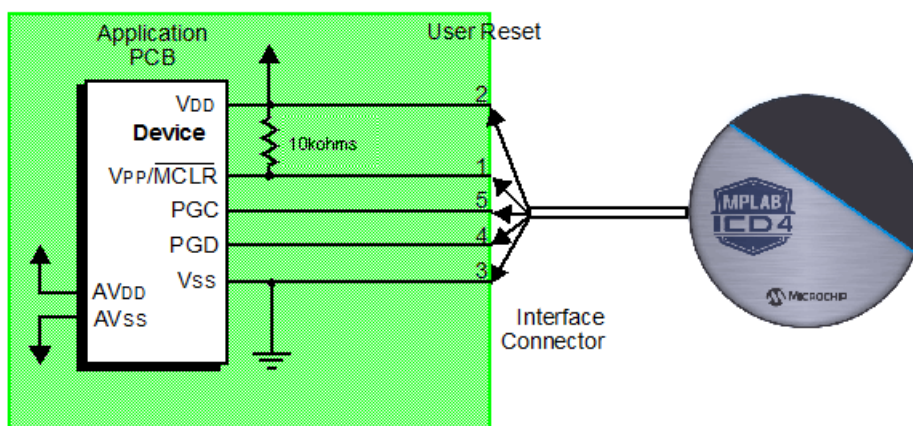 Application
PCB
User Reset
VDD
2
Device
10kohms
VPP/MCLR
1
PGC
5
PGD
4
VSS
3
AVDD
AVSS
Interface
Connector
MPLAB
ICD4
MICROCHIP